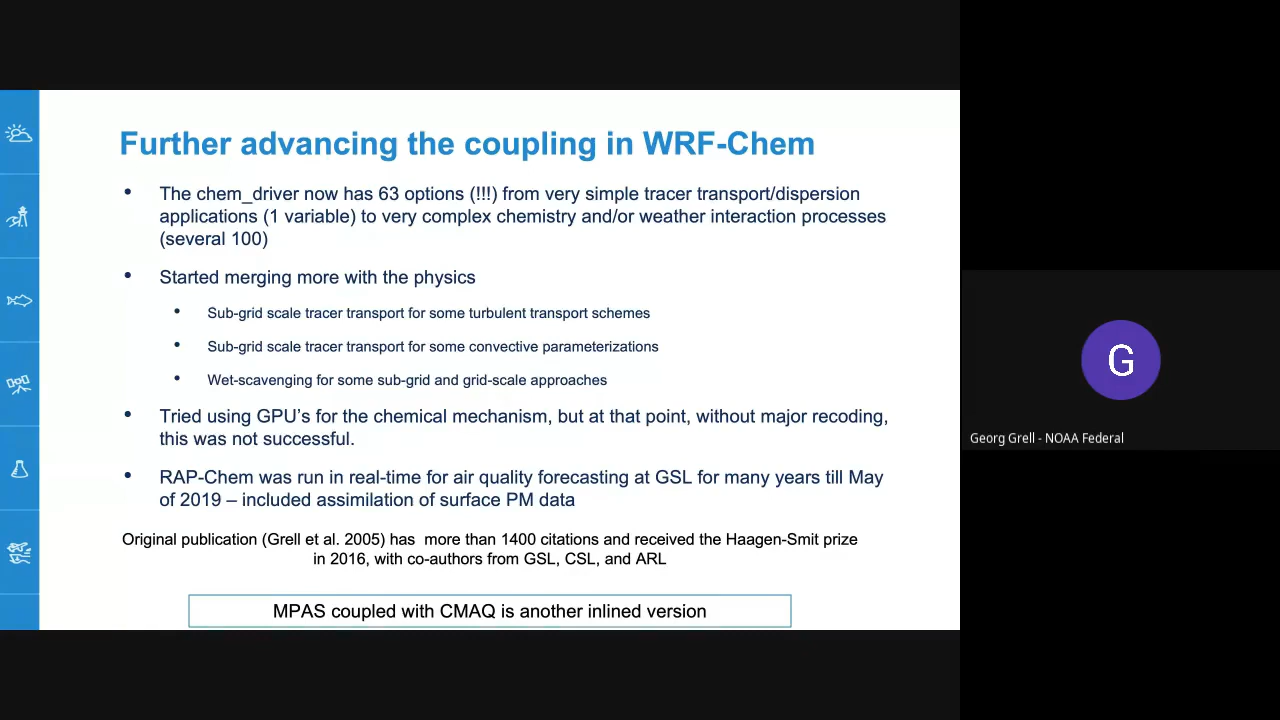 Further advancing the coupling in WRF-Chem
• The chem_driver now has 63 options (!!!) from very simple tracer transport/dispersion
applications (1 variable) to very complex chemistry and/or weather interaction processes
(several 100)
• Started merging more with the physics
• Sub-grid scale tracer transport for some turbulent transport schemes
• Sub-grid scale tracer transport for some convective parameterizations
• Wet-scavenging for some sub-grid and grid-scale approaches
• Tried using GPU's for the chemical mechanism, but at that point, without major recoding,
this was not successful.
• RAP-Chem was run in real-time for air quality forecasting at GSL for many years till May
of 2019 – included assimilation of surface PM data
Original publication (Grell et al. 2005) has more than 1400 citations and received the Haagen-Smit prize
in 2016, with co-authors from GSL, CSL, and ARL
MPAS coupled with CMAQ is another inlined version
G
Georg Grell - NOAA Federal